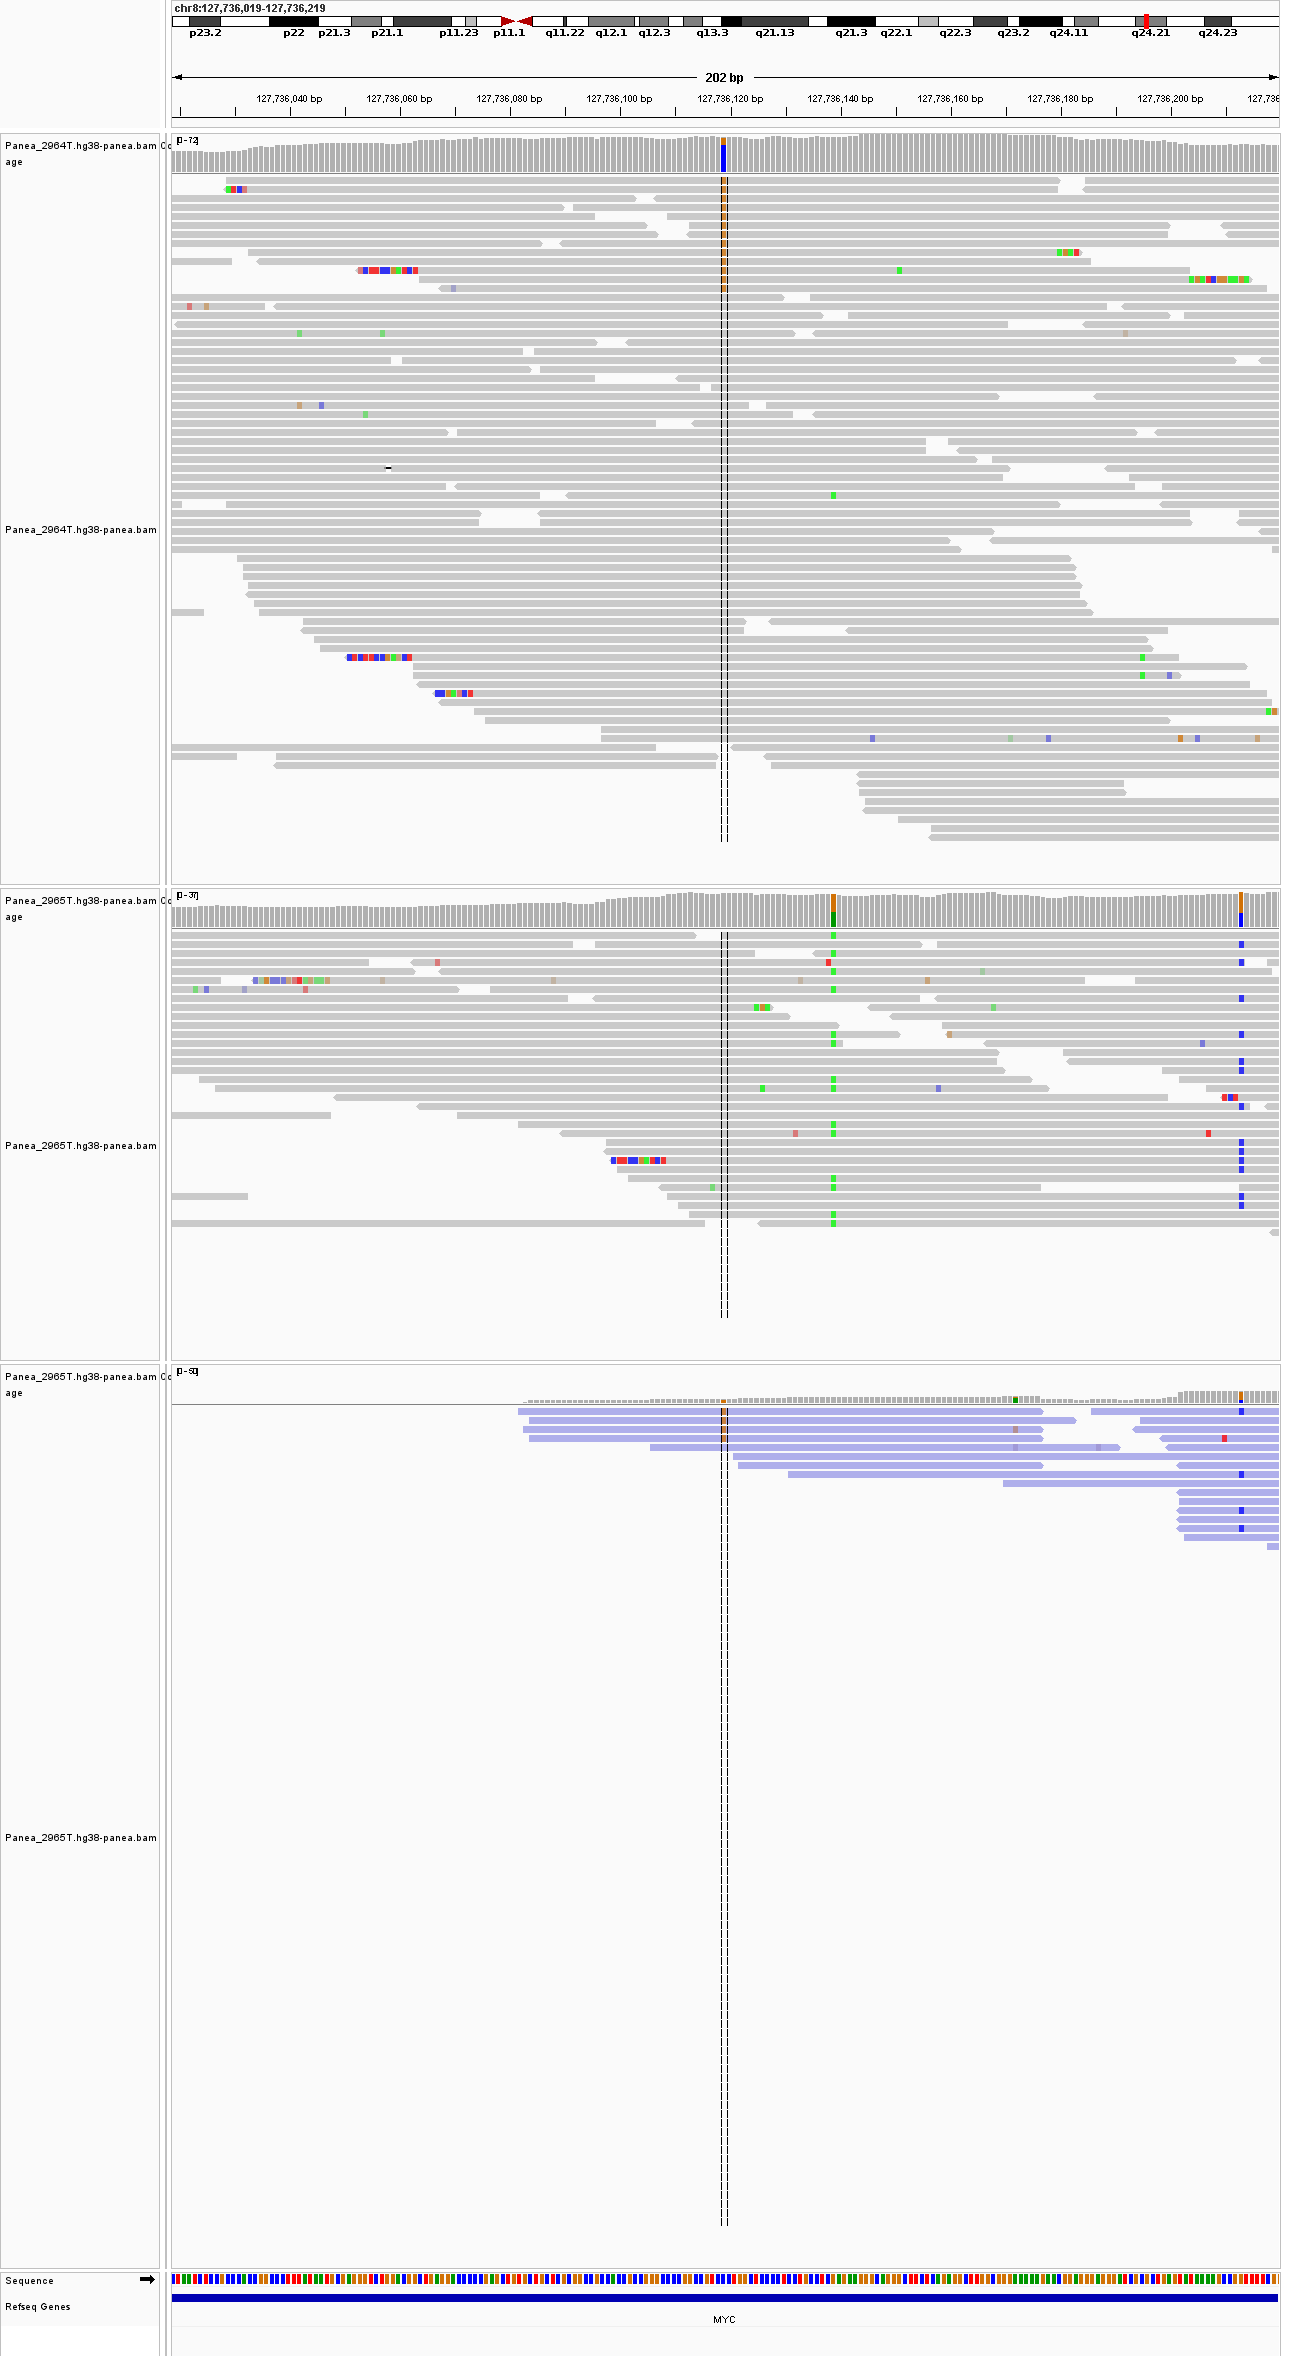 chr8:127,736,019-127,736,219
p23.2 p22 p21.3 p21.1 p11.23 p11.1 q11.22 q12.1 q12.3 q13.3 q21.13 q21.3 q22.1 q22.3 q23.2 q24.11 q24.21 q24.23
202 bp
127,736,040 bp 127,736,060 bp 127,736,080 bp 127,736,100 bp 127,736,120 bp 127,736,140 bp 127,736,160 bp 127,736,180 bp 127,736,200 bp 127,736
Panea_2964T.hg38-panea.bam Co
age
[0-72]
Panea_2964T.hg38-panea.bam
Panea_2965T.hg38-panea.bam Co
age
[0-37]
Panea_2965T.hg38-panea.bam
Panea_2965T.hg38-panea.bam Co
age
[0-50]
Panea_2965T.hg38-panea.bam
Sequence
Refseq Genes
MYC